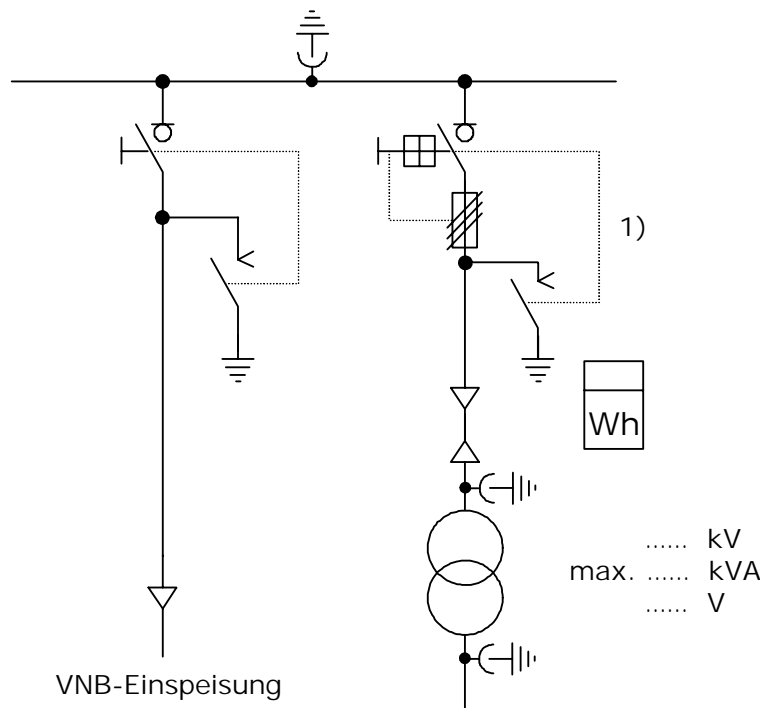 1)
Wh
...... kV
max. ...... kVA
...... V
VNB-Einspeisung